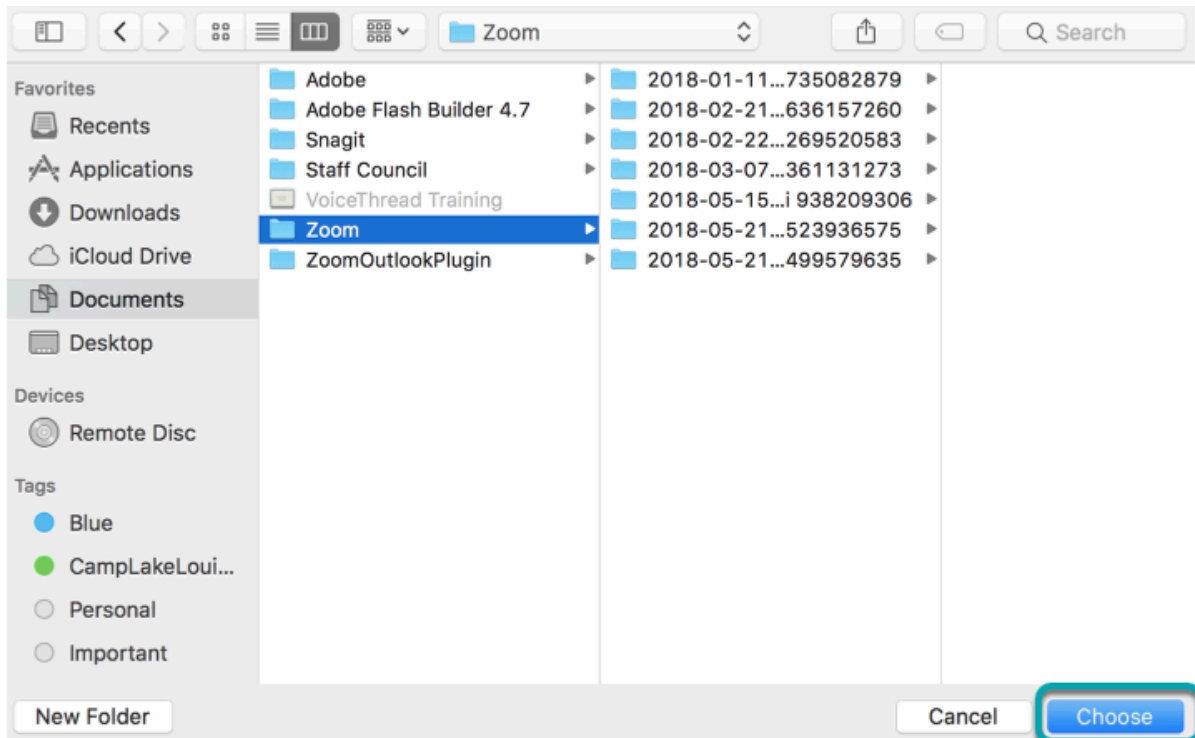 Zoom
Search
Favorites
Recents
Applications
Downloads
iCloud Drive
Documents
Desktop
Devices
Remote Disc
Tags
Blue
CampLakeLoui...
Personal
Important
Adobe
Adobe Flash Builder 4.7
Snagit
Staff Council
VoiceThread Training
Zoom
ZoomOutlookPlugin
2018-01-11...735082879
2018-02-21...636157260
2018-02-22...269520583
2018-03-07...361131273
2018-05-15...i 938209306
2018-05-21...523936575
2018-05-21...499579635
New Folder
Cancel
Choose